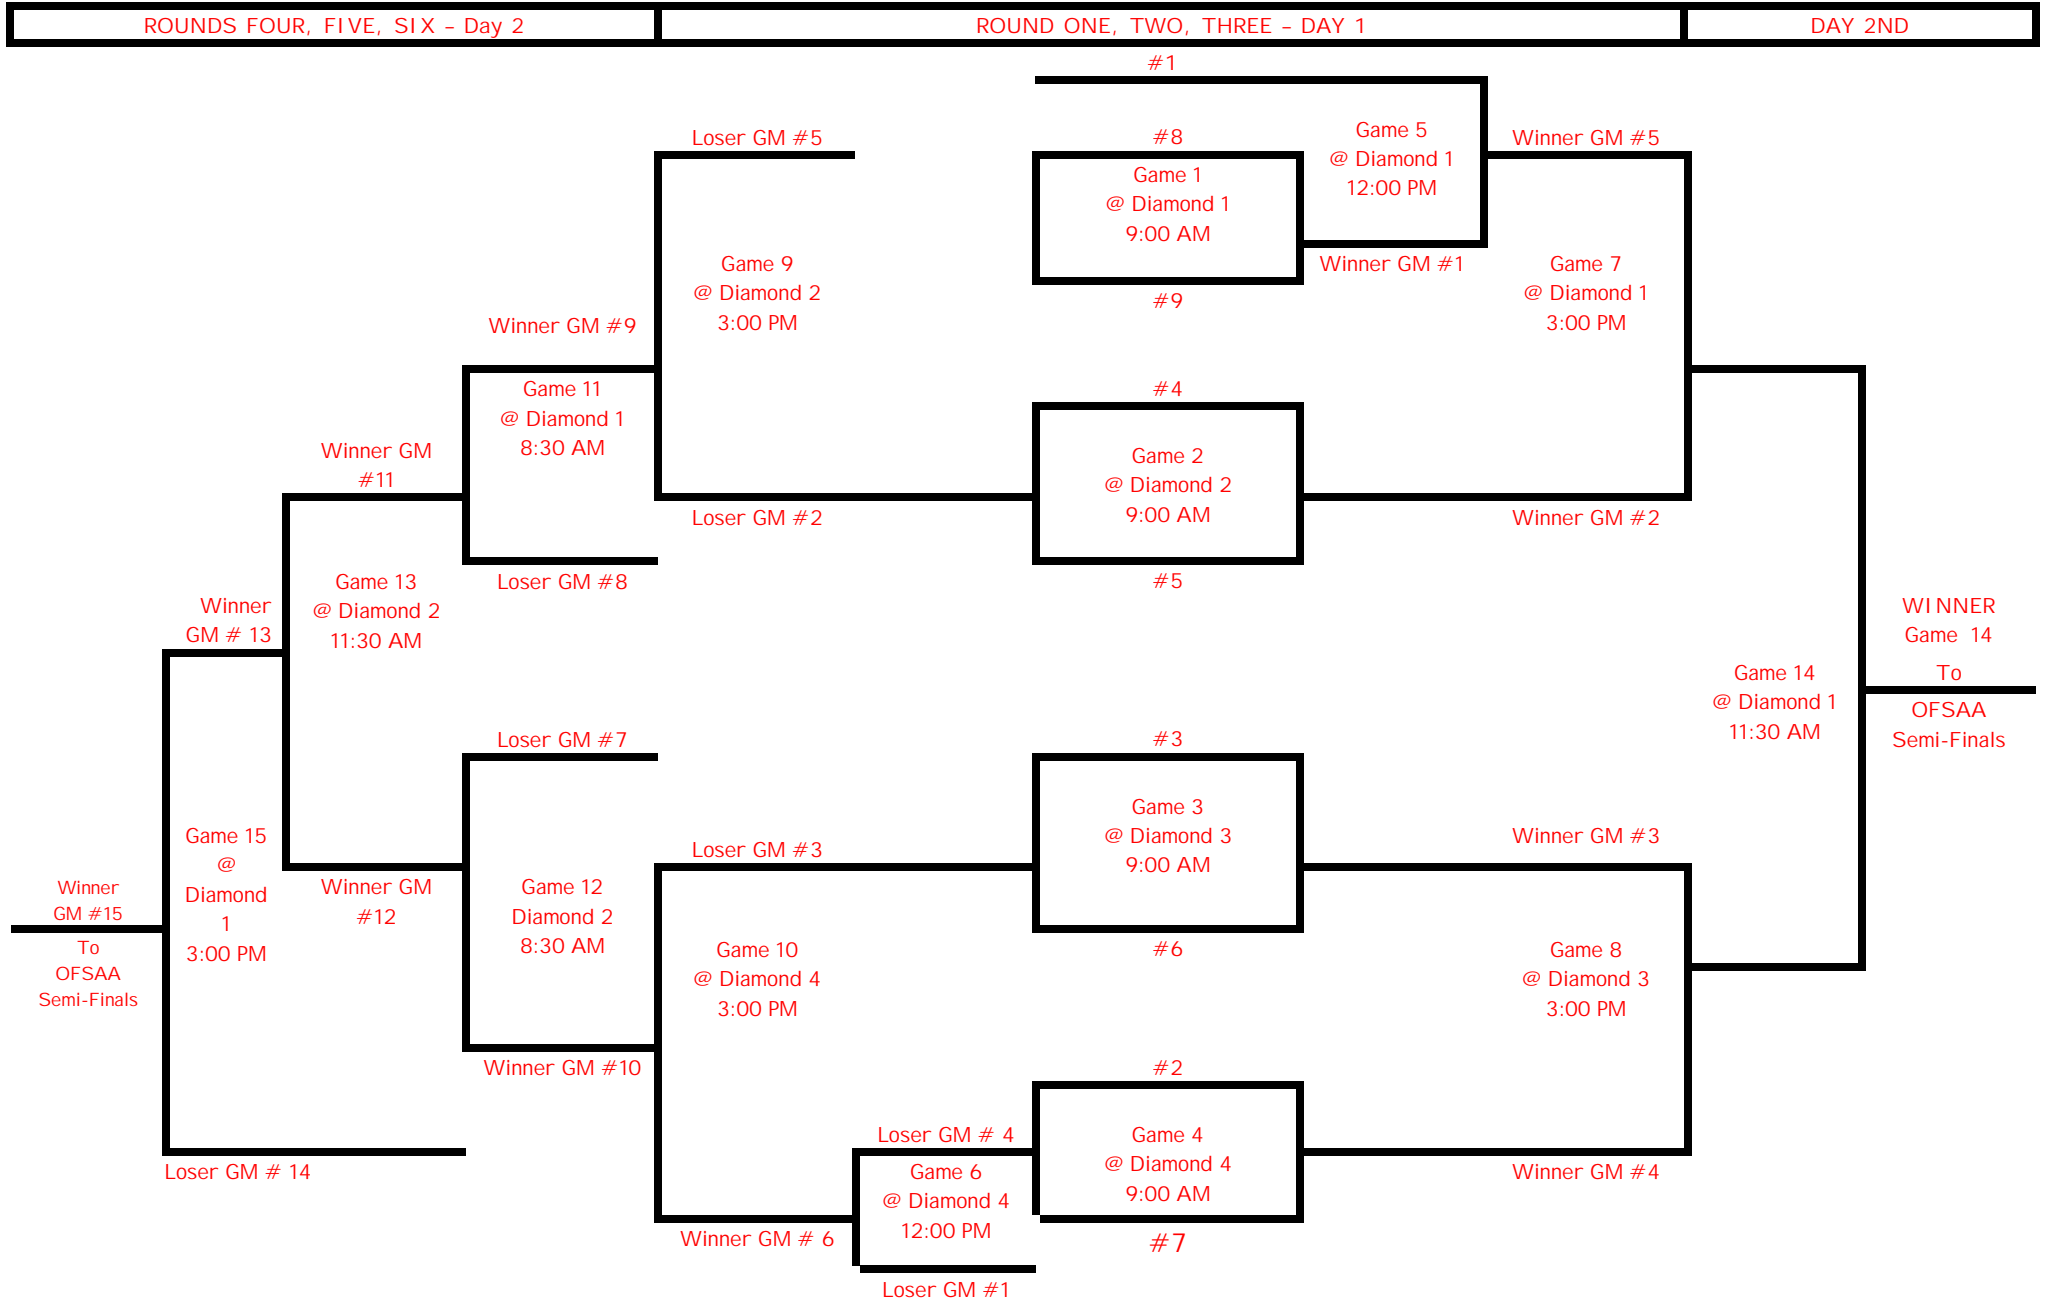 ROUNDS FOUR, FIVE, SIX – Day 2
ROUND ONE, TWO, THREE – DAY 1
DAY 2ND
#1
Loser GM #5
#8
Game 5
@ Diamond 1
12:00 PM
Winner GM #5
Game 1
@ Diamond 1
9:00 AM
Game 9
@ Diamond 2
3:00 PM
Winner GM #1
Game 7
@ Diamond 1
3:00 PM
#9
Winner GM #9
Game 11
@ Diamond 1
8:30 AM
#4
Winner GM
#11
Game 2
@ Diamond 2
9:00 AM
Loser GM #2
Winner GM #2
Game 13
@ Diamond 2
11:30 AM
Loser GM #8
#5
Winner
GM # 13
WINNER
Game 14
To
OFSAA
Semi-Finals
Game 14
@ Diamond 1
11:30 AM
Loser GM #7
#3
Game 15
@
Diamond
1
3:00 PM
Loser GM #3
Game 3
@ Diamond 3
9:00 AM
Winner GM #3
Winner
GM #15
To
OFSAA
Semi-Finals
Winner GM
#12
Game 12
Diamond 2
8:30 AM
Game 10
@ Diamond 4
3:00 PM
#6
Game 8
@ Diamond 3
3:00 PM
Winner GM #10
#2
Loser GM # 4
Game 4
@ Diamond 4
9:00 AM
Loser GM # 14
Game 6
@ Diamond 4
12:00 PM
Winner GM #4
Winner GM # 6
#7
Loser GM #1